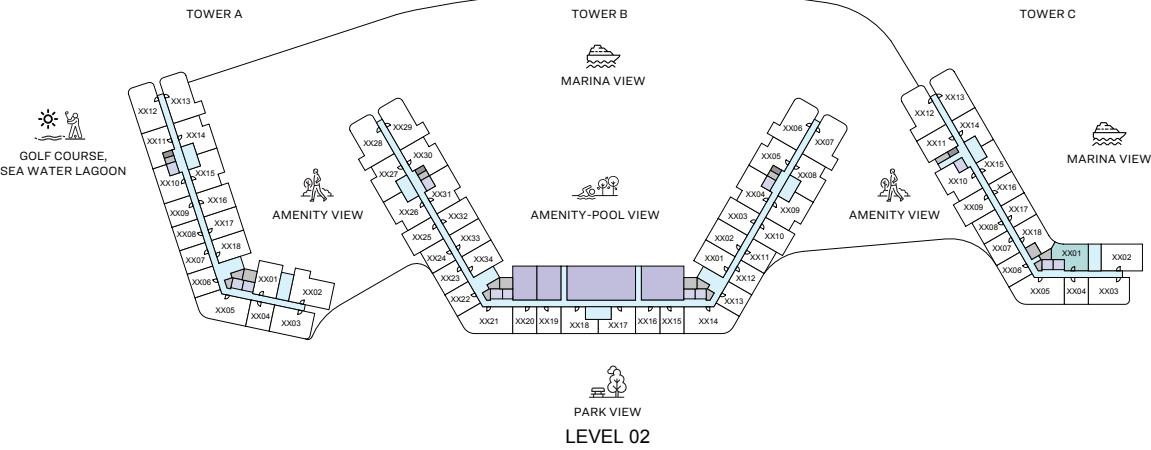 TOWER A
TOWER B
TOWER C
MARINA VIEW
GOLF COURSE,
SEA WATER LAGOON
AMENITY VIEW
AMENITY-POOL VIEW
AMENITY VIEW
MARINA VIEW
XX12
XX13
XX11
XX14
XX10
XX15
XX09
XX16
XX08
XX17
XX07
XX18
XX06
XX01
XX02
XX05
XX04
XX03
XX28
XX29
XX27
XX30
XX26
XX31
XX25
XX32
XX24
XX33
XX23
XX34
XX22
XX21
XX20
XX19
XX18
XX17
XX16
XX15
XX14
XX06
XX07
XX05
XX08
XX04
XX09
XX03
XX10
XX02
XX11
XX01
XX12
XX13
XX12
XX13
XX11
XX14
XX10
XX15
XX09
XX16
XX08
XX17
XX07
XX18
XX06
XX01
XX02
XX05
XX04
XX03
PARK VIEW
LEVEL 02